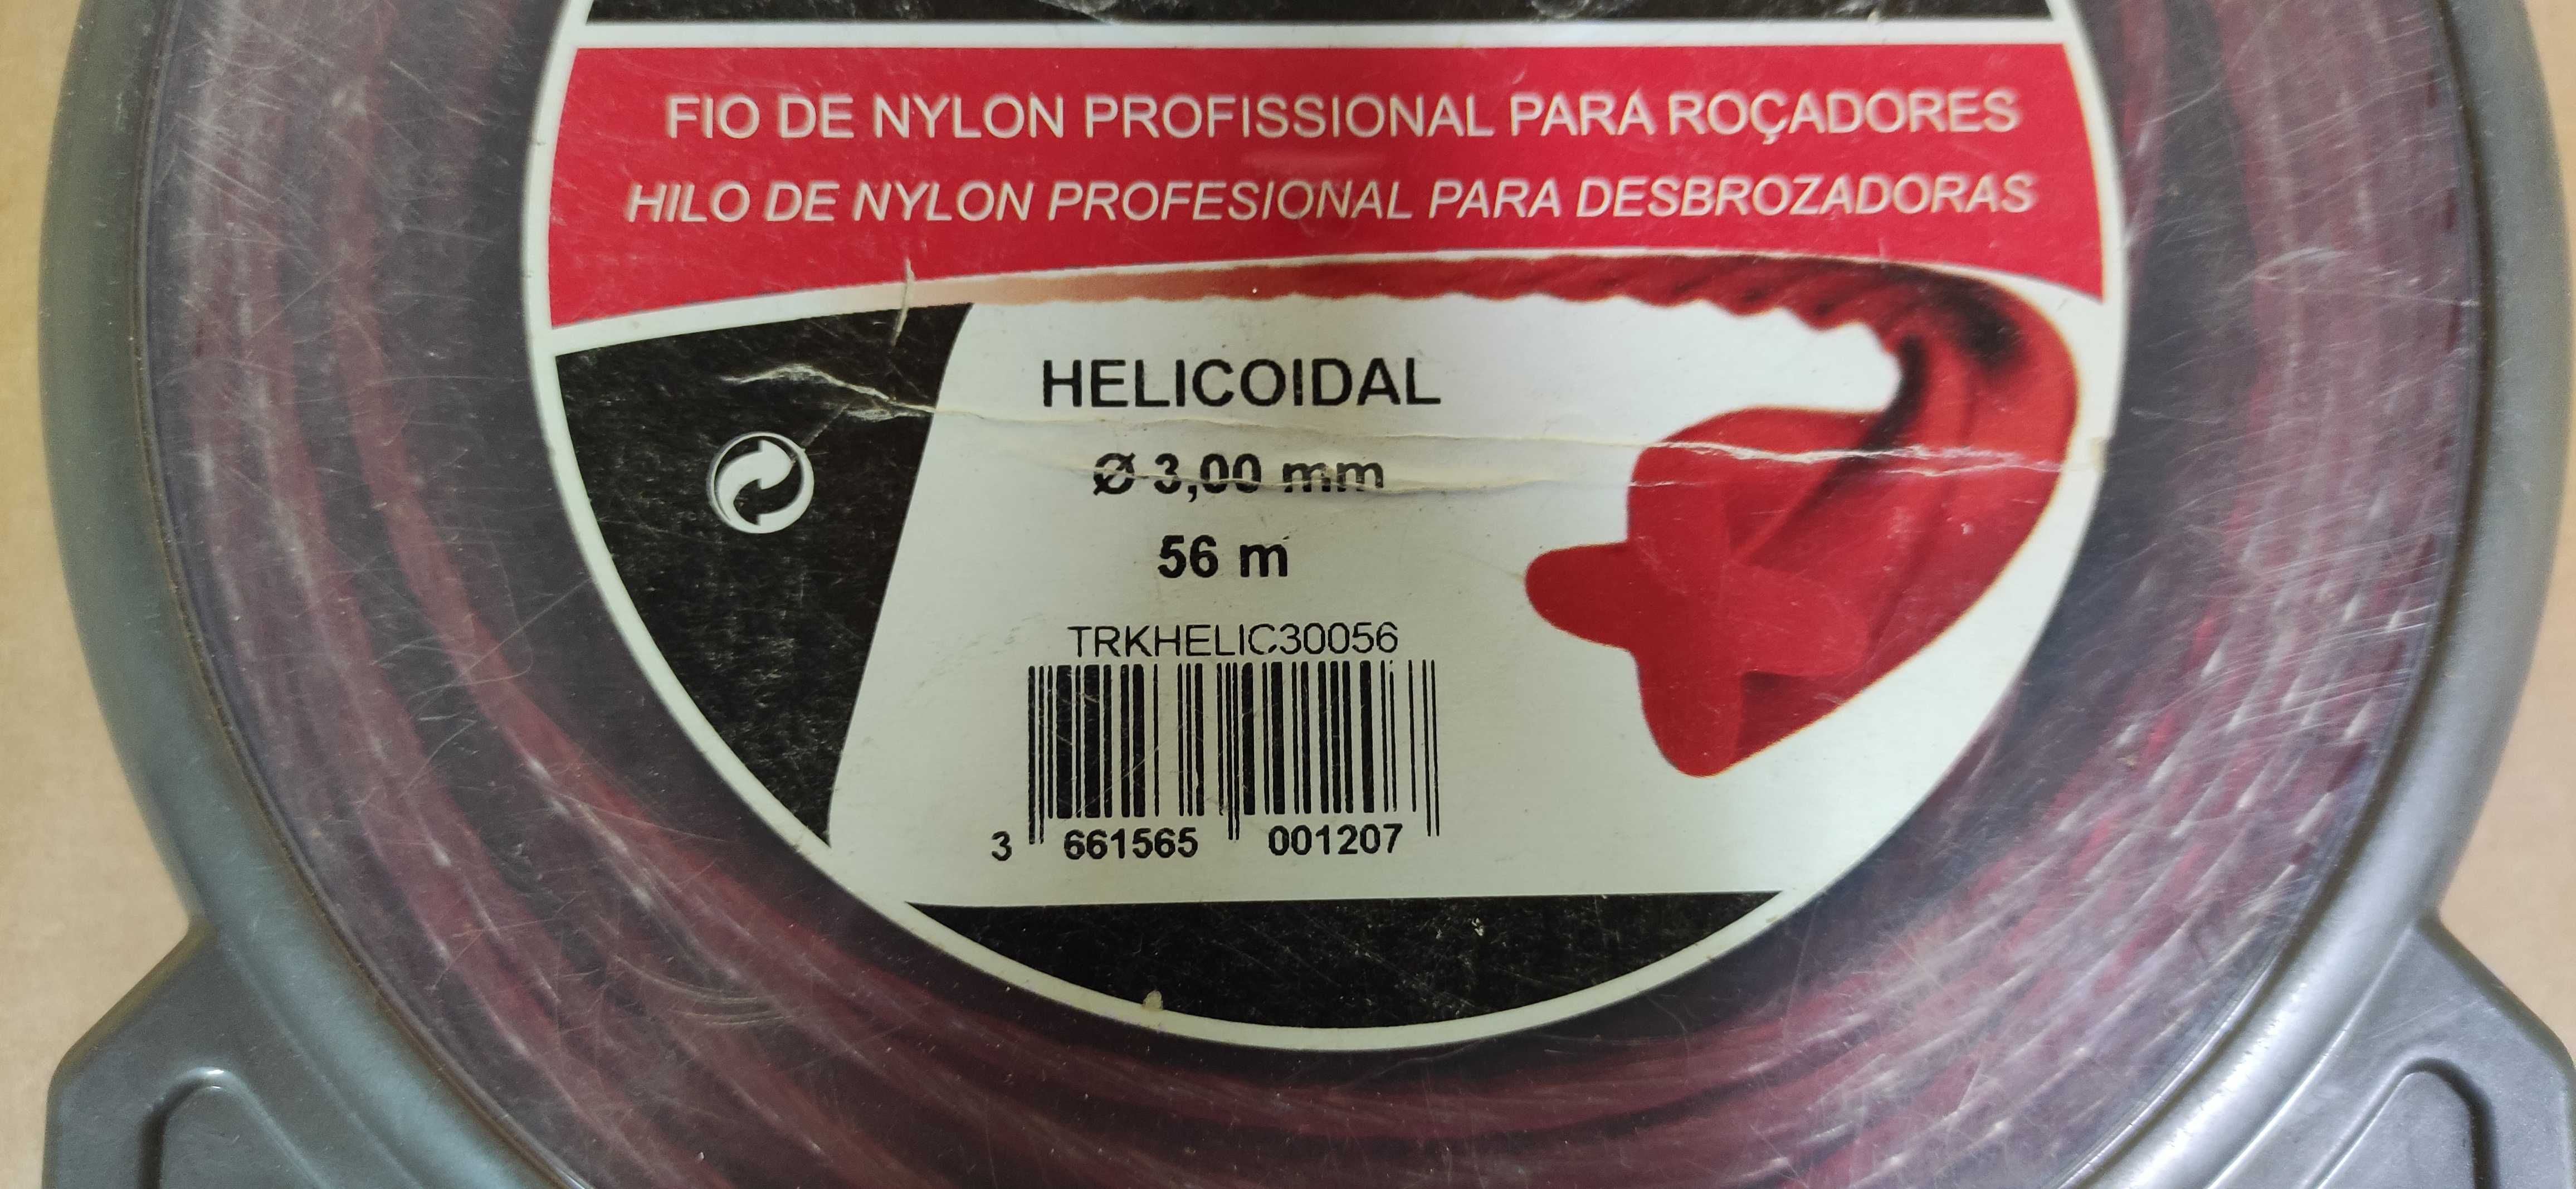 FIO DE NYLON PROFISSIONAL PARA ROÇADORES
HILO DE NYLON PROFESIONAL PARA DESBROZADORAS
HELICOIDAL
Ø 3,00 mm
56 m
TRKHELIC30056
3 661565 001207